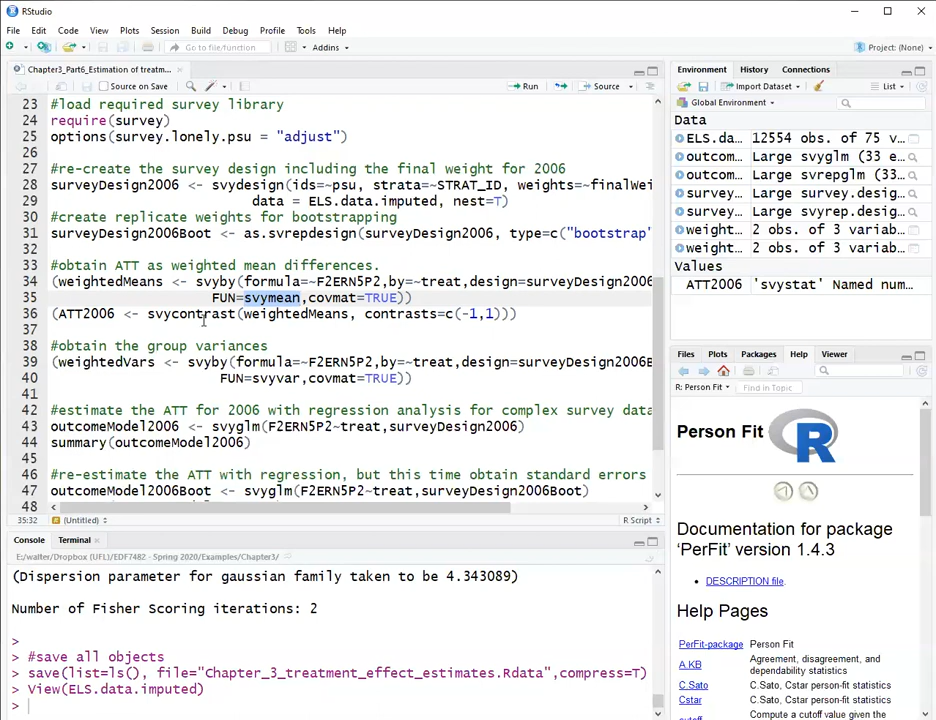 RStudio
File Edit Code View Plots Session Build Debug Profile Tools Help
Go to file/function
Addins
Project: (None)
Chapter3_Part6_Estimation of treatm...
Source on Save
Run
Source
23 #load required survey library
24 require(survey)
25 options(survey.lonely.psu = "adjust")
26
27 #re-create the survey design including the final weight for 2006
28 surveyDesign2006 <- svydesign(ids=~psu, strata=~STRAT_ID, weights=~finalWei
29 data = ELS.data.imputed, nest=T)
30 #create replicate weights for bootstrapping
31 surveyDesign2006Boot <- as.svrepdesign(surveyDesign2006, type=c("bootstrap"
32
33 #obtain ATT as weighted mean differences.
34 (weightedMeans <- svyby(formula=~F2ERN5P2,by=~treat,design=surveyDesign2006
35 FUN=svymean,covmat=TRUE))
36 (ATT2006 <- svycontrast(weightedMeans, contrasts=c(-1,1)))
37
38 #obtain the group variances
39 (weightedVars <- svyby(formula=~F2ERN5P2,by=~treat,design=surveyDesign2006B
40 FUN=svyvar,covmat=TRUE))
41
42 #estimate the ATT for 2006 with regression analysis for complex survey data
43 outcomeModel2006 <- svyglm(F2ERN5P2~treat,surveyDesign2006)
44 summary(outcomeModel2006)
45
46 #re-estimate the ATT with regression, but this time obtain standard errors
47 outcomeModel2006Boot <- svyglm(F2ERN5P2~treat,surveyDesign2006Boot)
48
35:32 (Untitled) R Script
Console Terminal
E:/walter/Dropbox (UFL)/EDF7482 - Spring 2020/Examples/Chapter3/
(Dispersion parameter for gaussian family taken to be 4.343089)
Number of Fisher Scoring iterations: 2
>
> #save all objects
> save(list=ls(), file="Chapter_3_treatment_effect_estimates.Rdata",compress=T)
> View(ELS.data.imputed)
>
Environment History Connections
Import Dataset List
Global Environment
Data
ELS.da... 12554 obs. of 75 v...
outcom... Large svyglm (33 e...
outcom... Large svrepglm (33...
survey... Large survey.desig...
survey... Large svyrep.desig...
weight... 2 obs. of 3 variab...
weight... 2 obs. of 3 variab...
Values
ATT2006 'svystat' Named num...
Files Plots Packages Help Viewer
R: Person Fit Find in Topic
Person Fit R
Documentation for package
‘PerFit’ version 1.4.3
DESCRIPTION file.
Help Pages
PerFit-package Person Fit
A.KB Agreement, disagreement, and
dependability statistics
C.Sato C.Sato, Cstar person-fit statistics
Cstar C.Sato, Cstar person-fit statistics
cutoff Compute a cutoff value given the